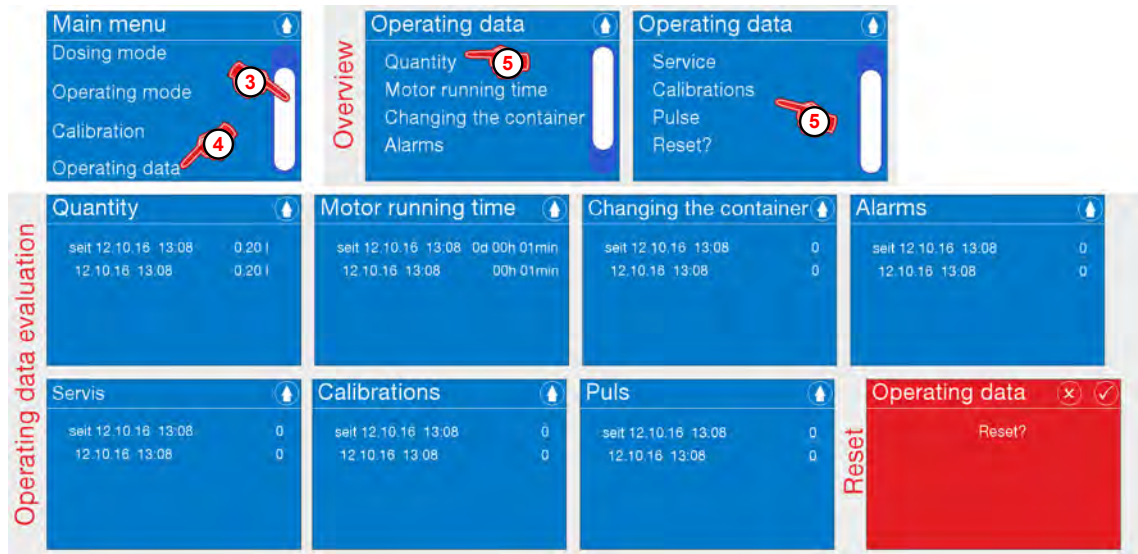 Main menu
Dosing mode
Operating mode
Calibration
Operating data
3
4
Overview
Operating data
Quantity
Motor running time
Changing the container
Alarms
5
Operating data
Service
Calibrations
Pulse
Reset?
5
Operating data evaluation
Quantity
seit 12.10.16 13:08 0.20 l
12.10.16 13.08 0.20 l
Motor running time
seit 12.10.16 13:08 0d 00h 01min
12.10.16 13:08 00h 01min
Changing the container
seit 12.10.16 13:08 0
12.10.16 13:08 0
Alarms
seit 12.10.16 13:08 0
12.10.16 13:08 0
Servis
seit 12.10.16 13:08 0
12.10.16 13:08 0
Calibrations
seit 12.10.16 13:08 0
12.10.16 13 08 0
Puls
seit 12.10.16 13:08 0
12.10.16 13:08 0
Reset
Operating data
Reset?